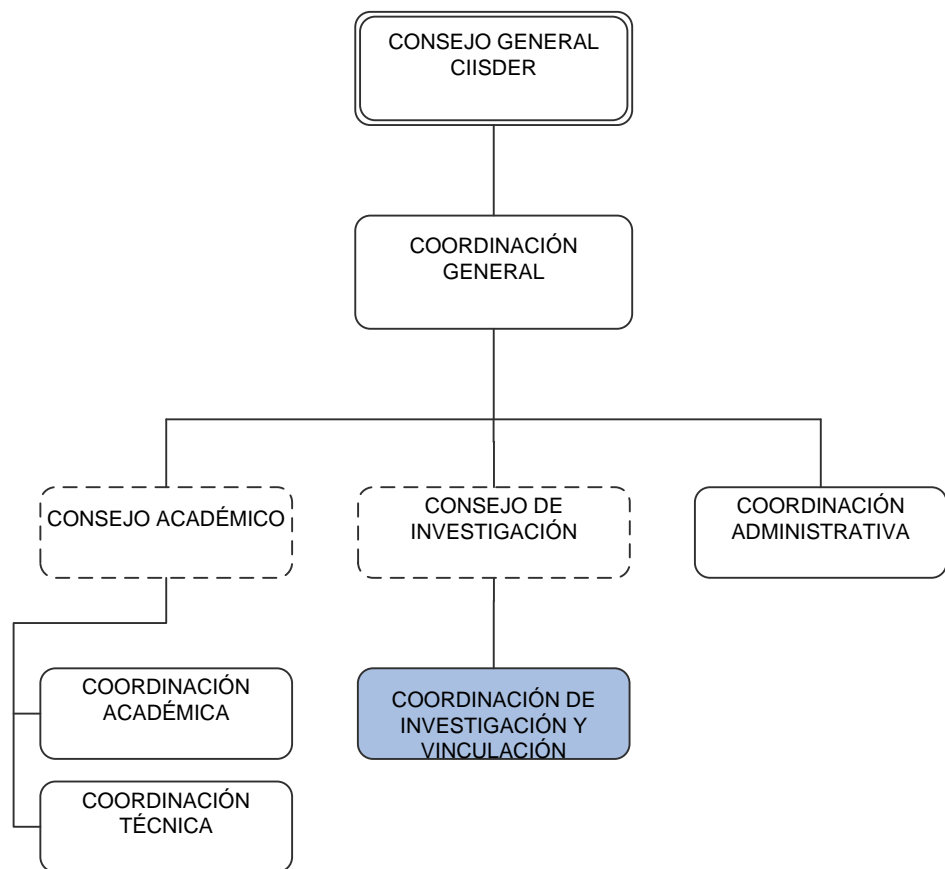 CONSEJO GENERAL
CIISDER
COORDINACIÓN
GENERAL
CONSEJO ACADÉMICO
CONSEJO DE
INVESTIGACIÓN
COORDINACIÓN
ADMINISTRATIVA
COORDINACIÓN
ACADÉMICA
COORDINACIÓN DE
INVESTIGACIÓN Y
VINCULACIÓN
COORDINACIÓN
TÉCNICA